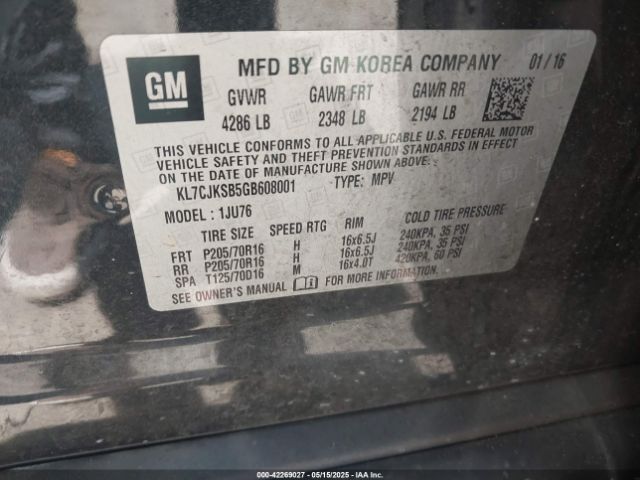 GM
MFD BY GM KOREA COMPANY 01/16
GVWR GAWR FRT GAWR RR
4286 LB 2348 LB 2194 LB
THIS VEHICLE CONFORMS TO ALL APPLICABLE U.S. FEDERAL MOTOR
VEHICLE SAFETY AND THEFT PREVENTION STANDARDS IN EFFECT
ON THE DATE OF MANUFACTURE SHOWN ABOVE.
KL7CJKSB5GB608001 TYPE: MPV
MODEL : 1JU76
TIRE SIZE SPEED RTG RIM COLD TIRE PRESSURE
FRT P205/70R16 H 16x6.5J 240KPA, 35 PSI
RR P205/70R16 H 16x6.5J 240KPA, 35 PSI
SPA T125/70D16 M 16x4.0T 420KPA, 60 PSI
SEE OWNER'S MANUAL FOR MORE INFORMATION
000-42269027 - 05/15/2025 - IAA Inc. (c) Copyright